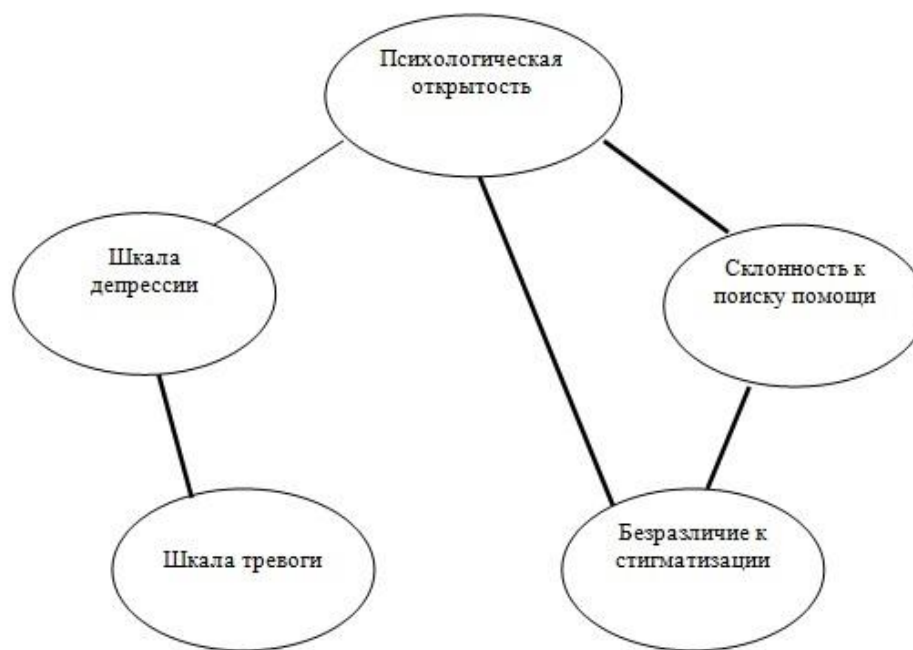 Психологическая
открытость
Шкала
депрессии
Склонность к
поиску помощи
Шкала тревоги
Безразличие к
стигматизации